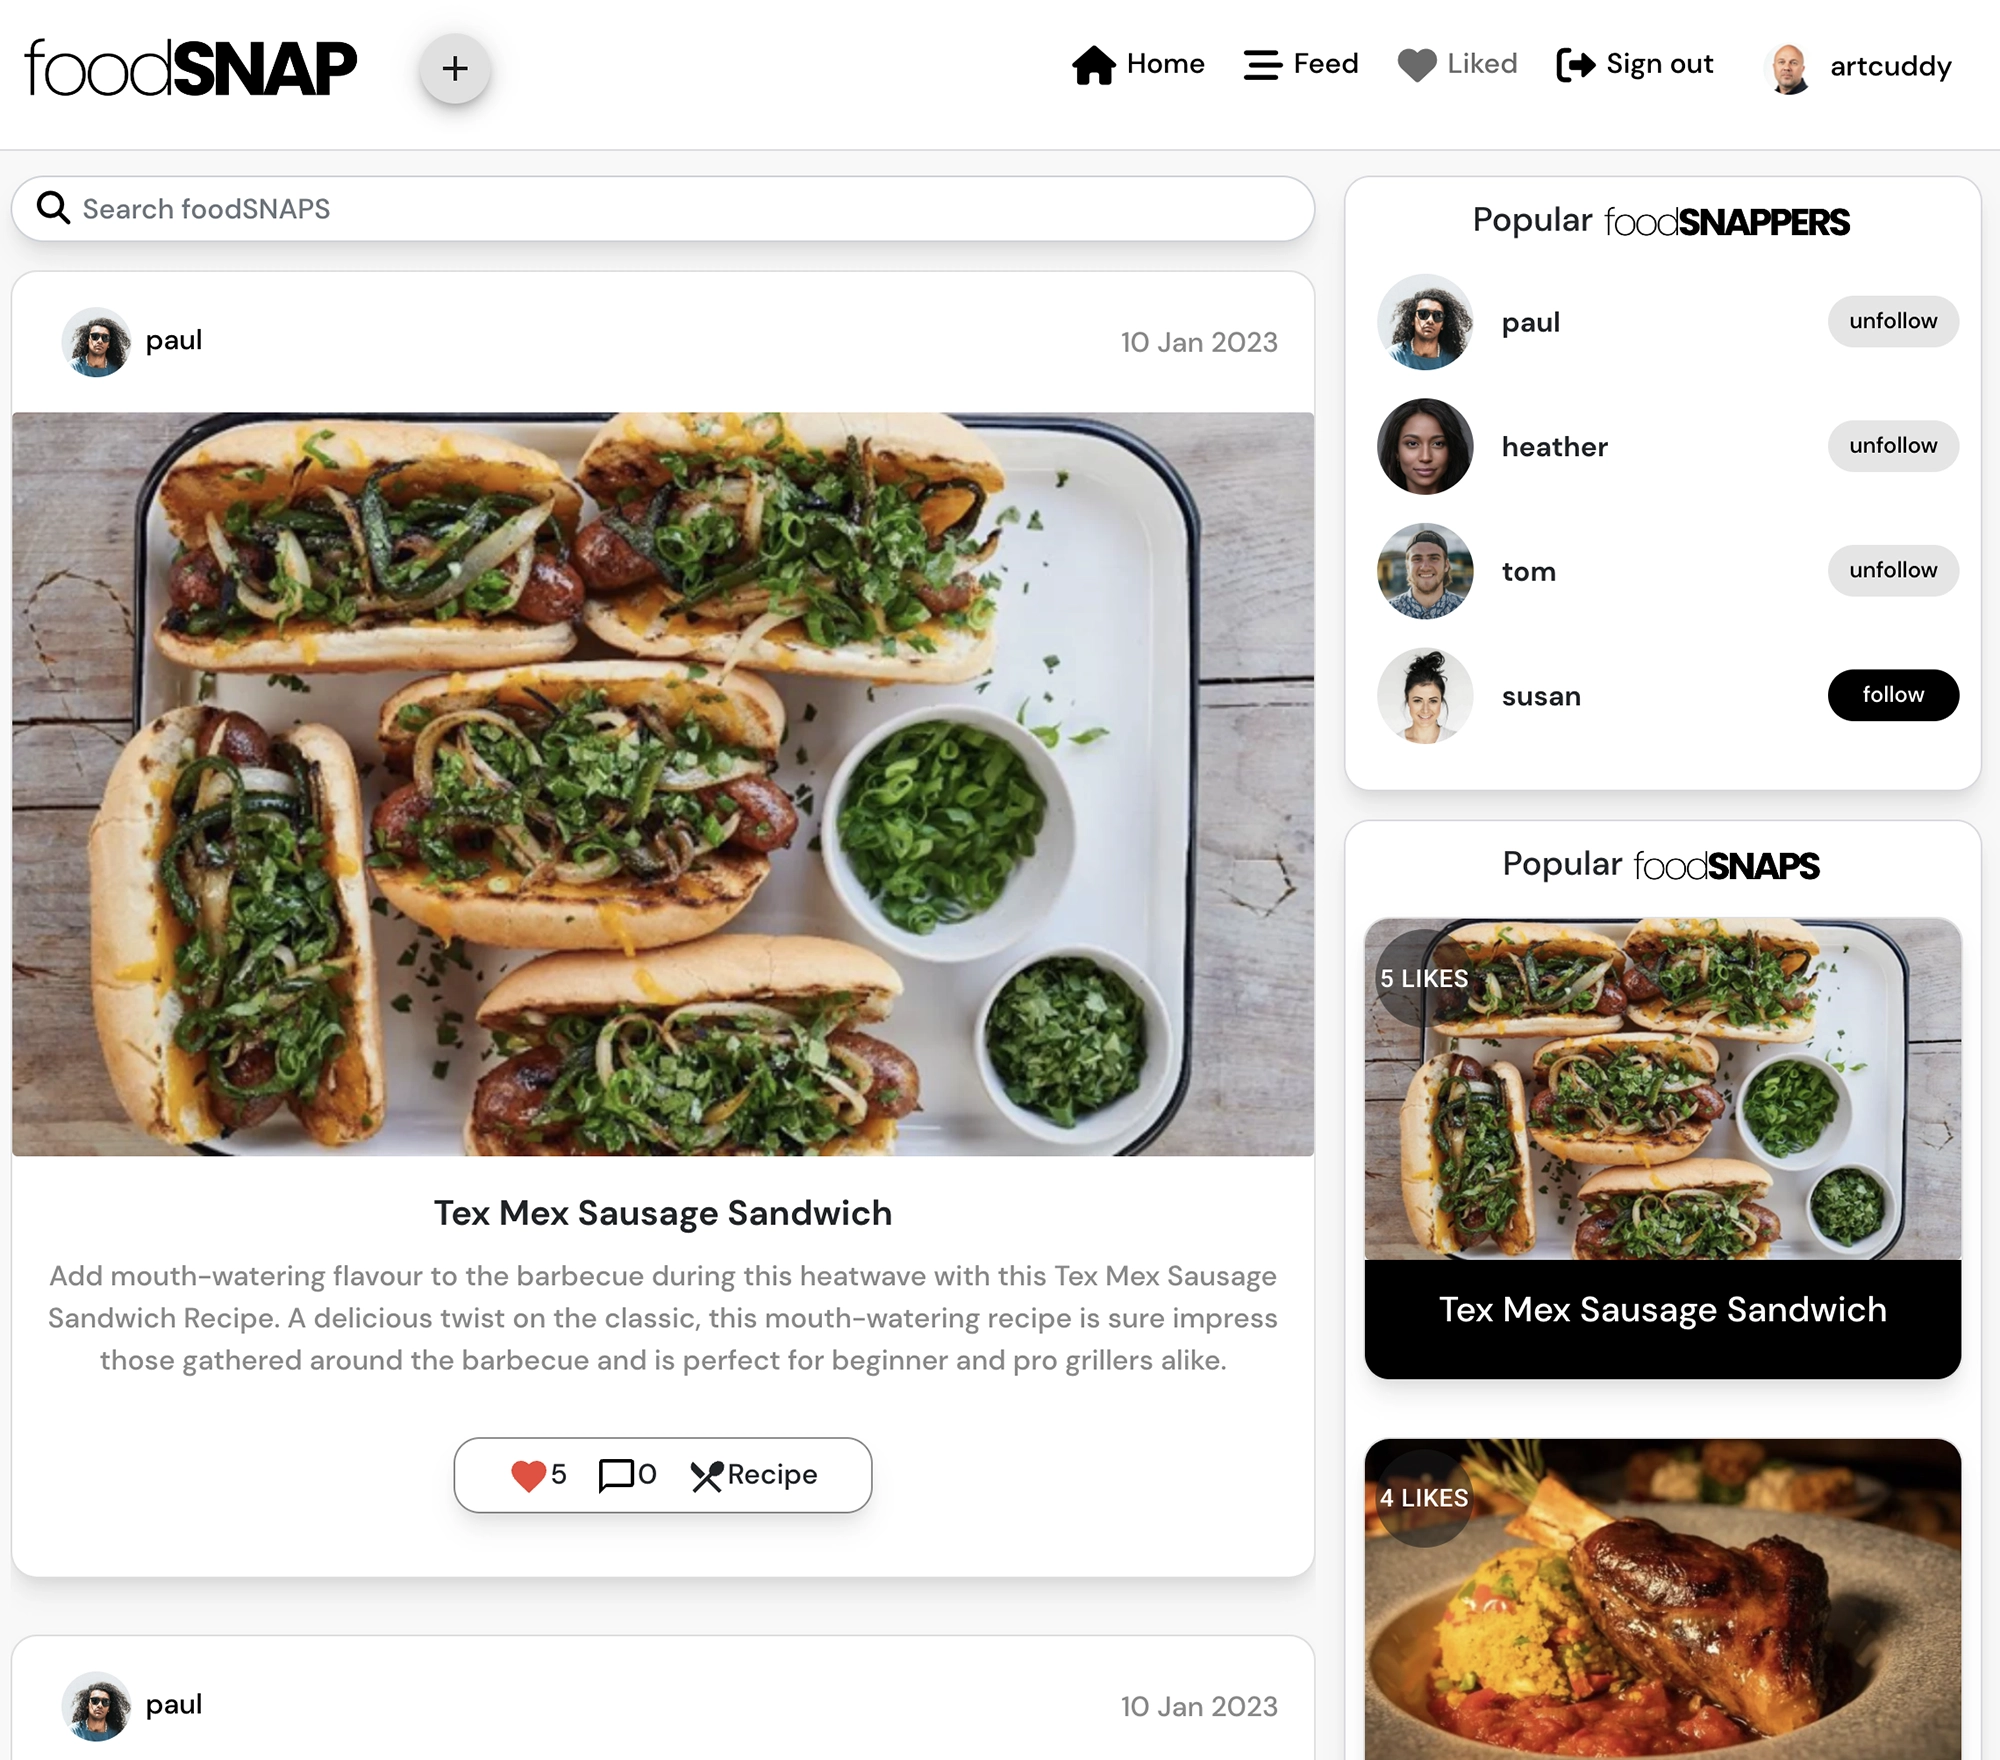 foodSNAP
+
Home
Feed
Liked
Sign out
artcuddy
Search foodSNAPS
paul
10 Jan 2023
Tex Mex Sausage Sandwich
Add mouth-watering flavour to the barbecue during this heatwave with this Tex Mex Sausage
Sandwich Recipe. A delicious twist on the classic, this mouth-watering recipe is sure impress
those gathered around the barbecue and is perfect for beginner and pro grillers alike.
5
0
Recipe
paul
10 Jan 2023
Popular foodSNAPPERS
paul
unfollow
heather
unfollow
tom
unfollow
susan
follow
Popular foodSNAPS
5 LIKES
Tex Mex Sausage Sandwich
4 LIKES